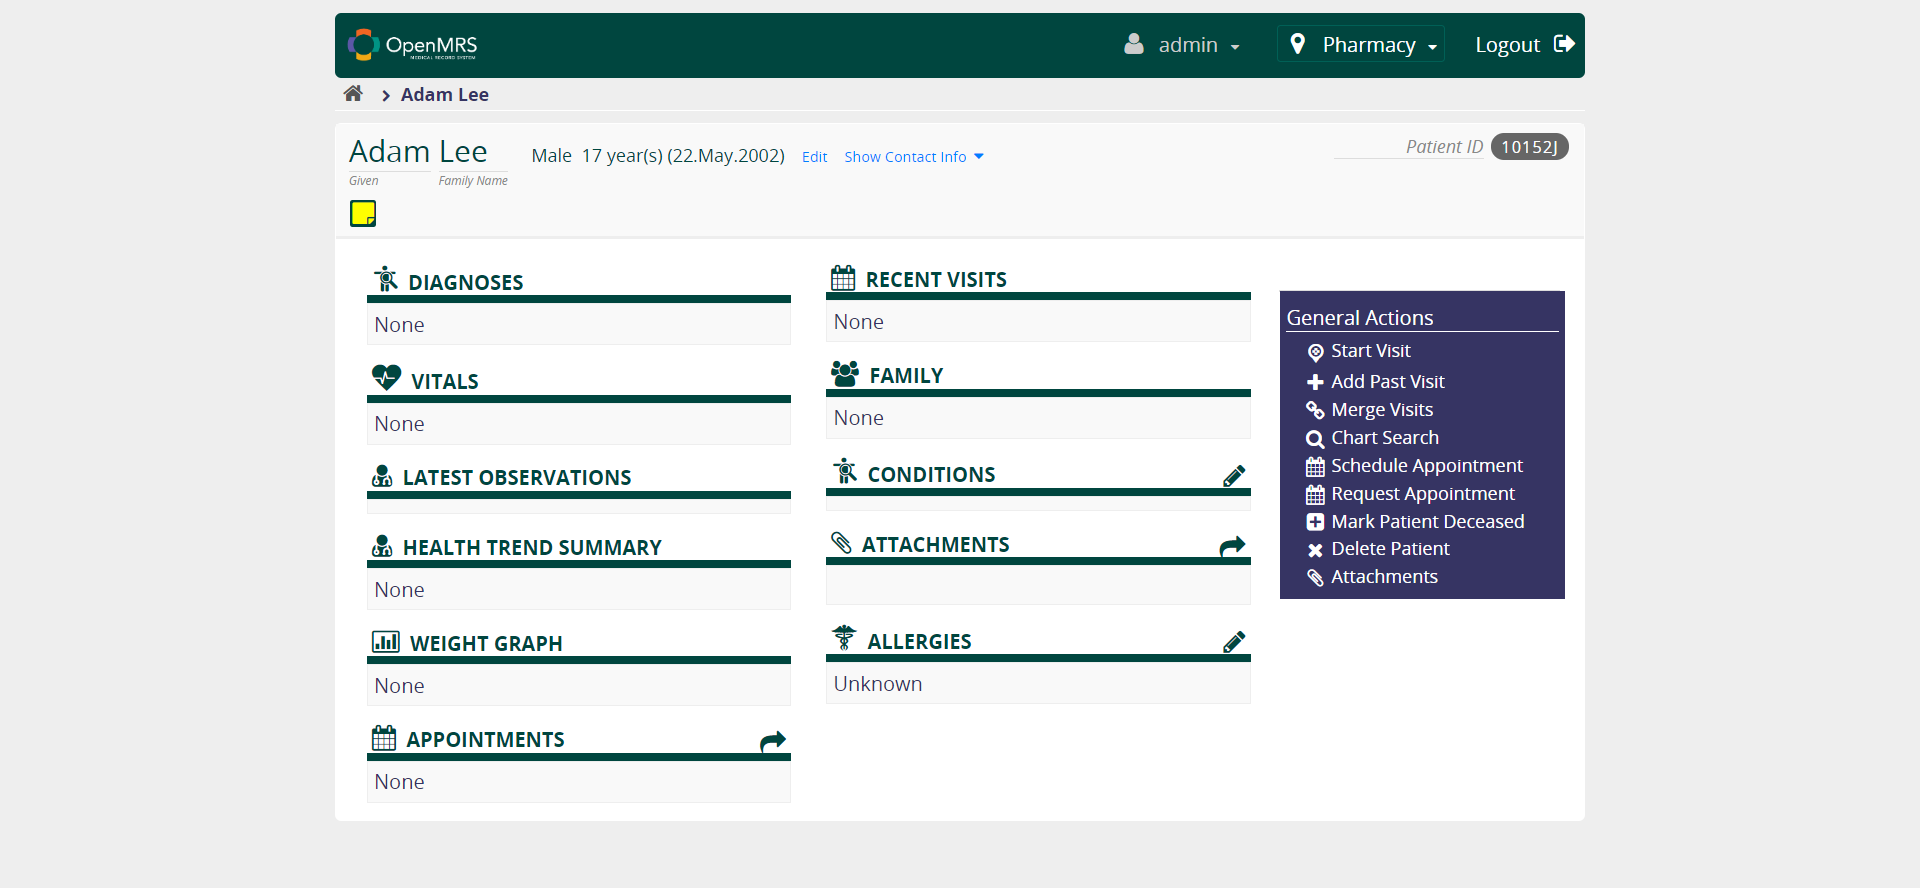 OpenMRS
MEDICAL RECORD SYSTEM
admin
Pharmacy
Logout
Adam Lee
Adam Lee
Given Family Name
Male 17 year(s) (22.May.2002) Edit Show Contact Info
Patient ID 10152J
DIAGNOSES
None
VITALS
None
LATEST OBSERVATIONS
HEALTH TREND SUMMARY
None
WEIGHT GRAPH
None
APPOINTMENTS
None
RECENT VISITS
None
FAMILY
None
CONDITIONS
ATTACHMENTS
ALLERGIES
Unknown
General Actions
Start Visit
Add Past Visit
Merge Visits
Chart Search
Schedule Appointment
Request Appointment
Mark Patient Deceased
Delete Patient
Attachments